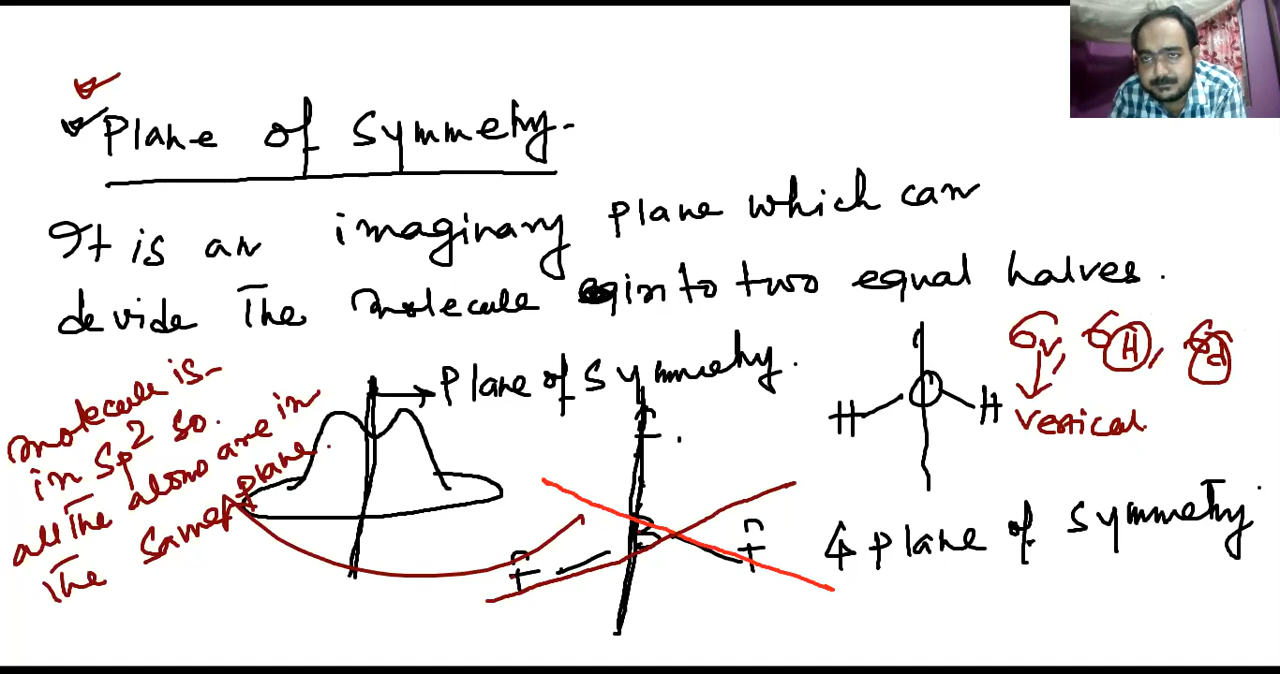 Plane of symmetry.
It is an imaginary plane which can
devide The molecule into two equal halves.
Plane of Symmetry.
σv, σH, σd
vertical
H H
molecule is
in Sp2 so.
all The atoms are in
The same plane.
F
B
F F
4 plane of symmetry